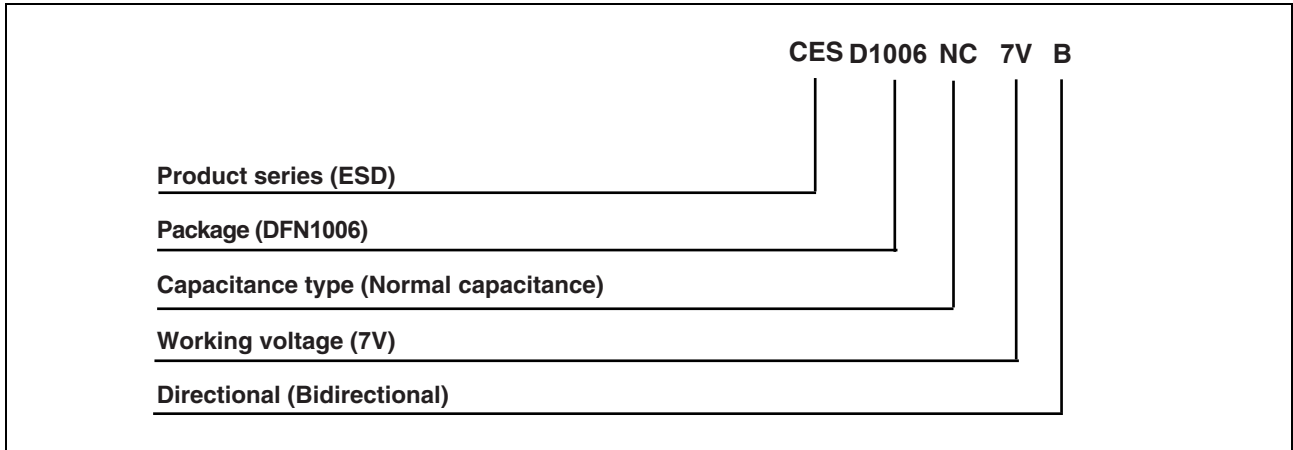 CES D1006 NC 7V B
Product series (ESD)
Package (DFN1006)
Capacitance type (Normal capacitance)
Working voltage (7V)
Directional (Bidirectional)